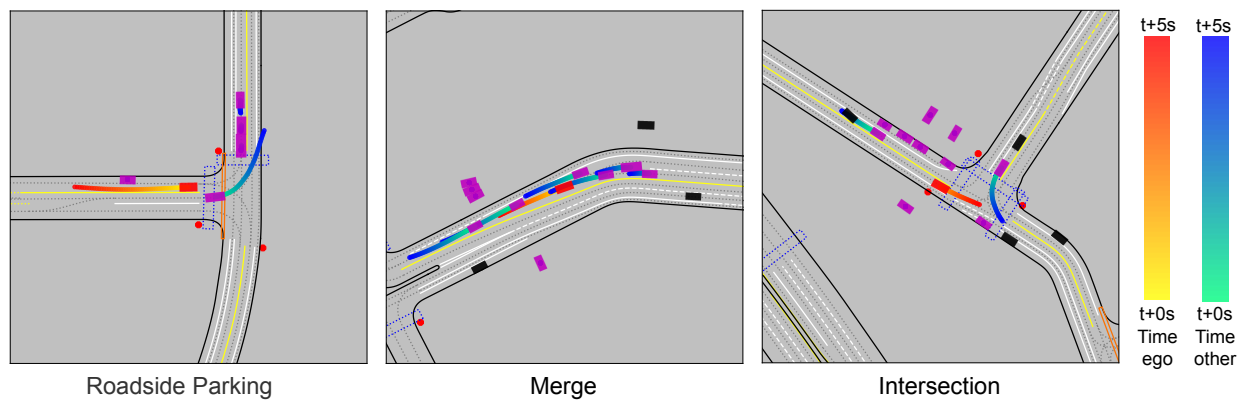 t+5s
t+5s
t+0s
Time
ego
t+0s
Time
other
Roadside Parking
Merge
Intersection